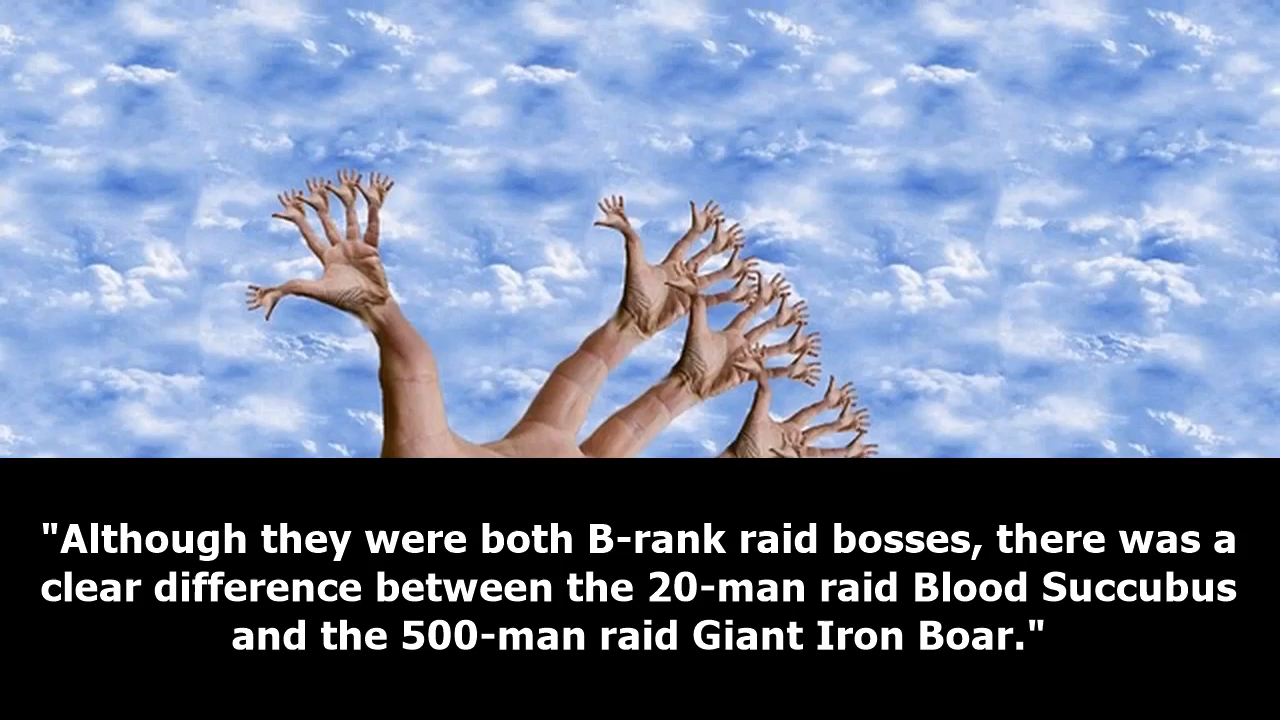 "Although they were both B-rank raid bosses, there was a
clear difference between the 20-man raid Blood Succubus
and the 500-man raid Giant Iron Boar."